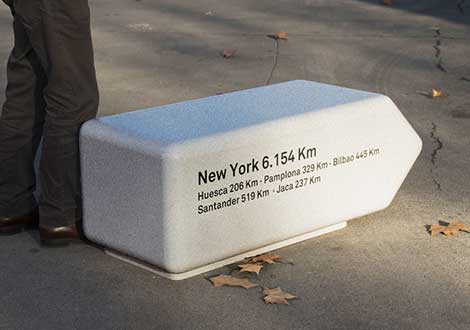 New York 6.154 Km
Huesca 206 Km · Pamplona 329 Km · Bilbao 445 Km
Santander 519 Km · Jaca 237 Km